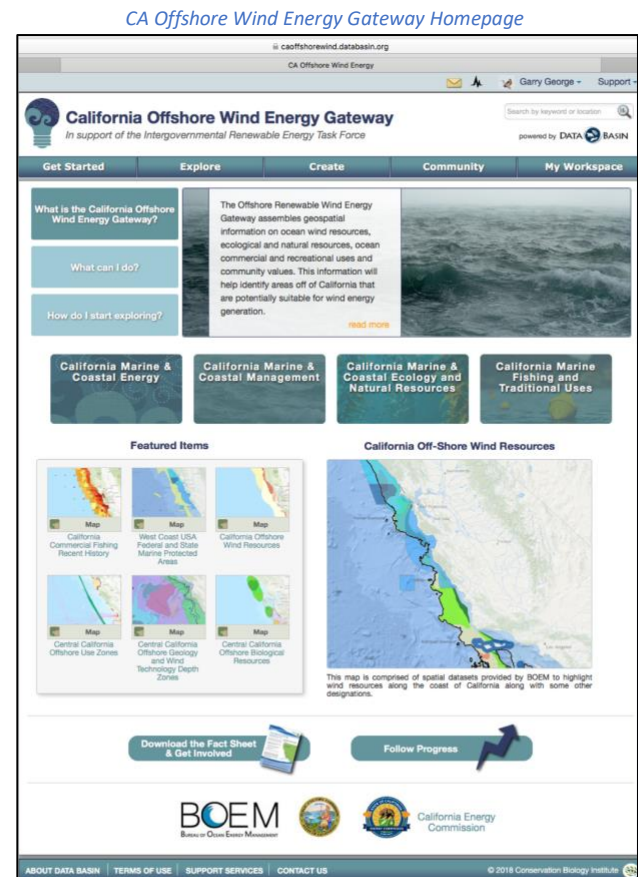 CA Offshore Wind Energy Gateway Homepage
caoffshorewind.databasin.org
CA Offshore Wind Energy
Garry George
Support
California Offshore Wind Energy Gateway
In support of the Intergovernmental Renewable Energy Task Force
Search by keyword or location
powered by DATA BASIN
Get Started
Explore
Create
Community
My Workspace
What is the California Offshore
Wind Energy Gateway?
What can I do?
How do I start exploring?
The Offshore Renewable Wind Energy
Gateway assembles geospatial
information on ocean wind resources,
ecological and natural resources, ocean
commercial and recreational uses and
community values. This information will
help identify areas off of California that
are potentially suitable for wind energy
generation.
read more
California Marine &
Coastal Energy
California Marine &
Coastal Management
California Marine &
Coastal Ecology and
Natural Resources
California Marine
Fishing and
Traditional Uses
Featured Items
Map
California
Commercial Fishing
Recent History
Map
West Coast USA
Federal and State
Marine Protected
Areas
Map
California Offshore
Wind Resources
Map
Central California
Offshore Use Zones
Map
Central California
Offshore Geology
and Wind
Technology Depth
Zones
Map
Central California
Offshore Biological
Resources
California Off-Shore Wind Resources
This map is comprised of spatial datasets provided by BOEM to highlight
wind resources along the coast of California along with some other
designations.
Download the Fact Sheet
& Get Involved
Follow Progress
BOEM
BUREAU OF OCEAN ENERGY MANAGEMENT
California Energy
Commission
ABOUT DATA BASIN
TERMS OF USE
SUPPORT SERVICES
CONTACT US
© 2018 Conservation Biology Institute